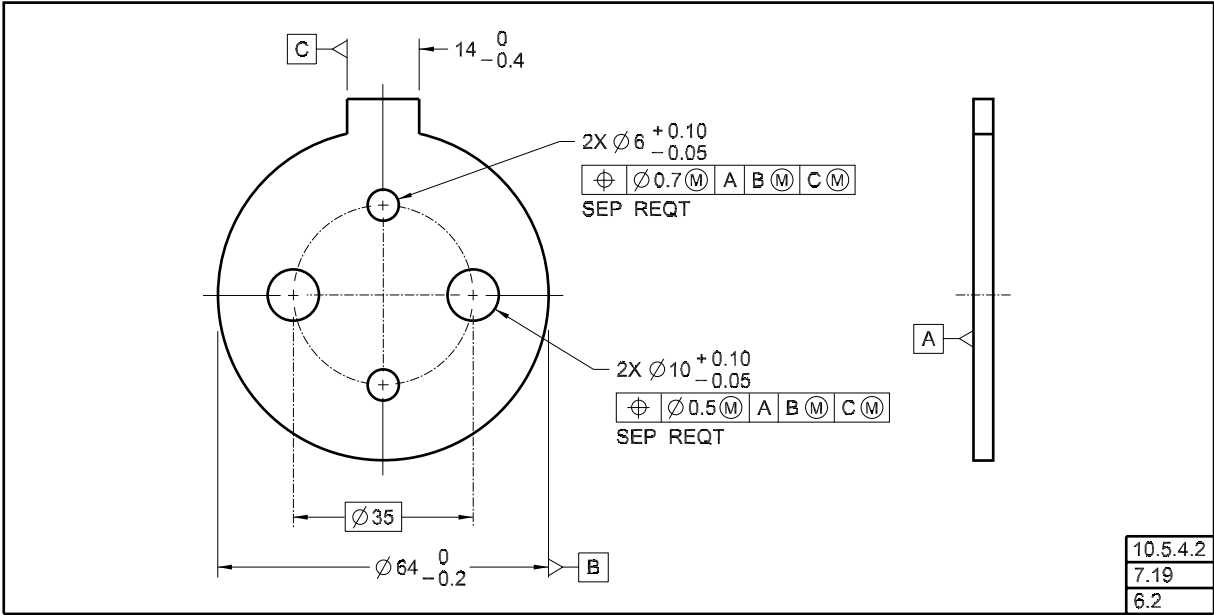 C
14 0 −0.4
2X ∅6 +0.10 −0.05
⌖ ∅0.7Ⓜ A BⓂ CⓂ
SEP REQT
A
2X ∅10 +0.10 −0.05
⌖ ∅0.5Ⓜ A BⓂ CⓂ
SEP REQT
∅35
∅64 0 −0.2
B
10.5.4.2
7.19
6.2